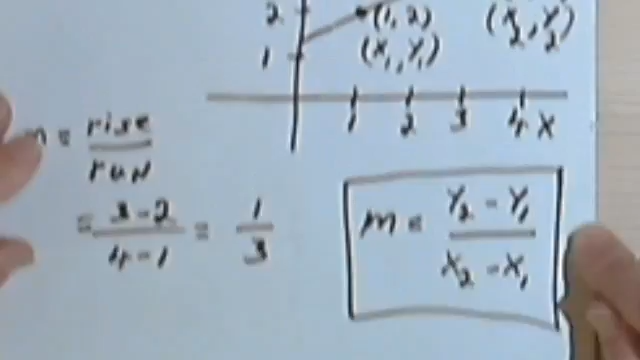 2
(1, 2)
(X₂, Y₂)
1
(X₁, Y₁)
1 2 3 4 X
m = rise / run
= 3 - 2 / 4 - 1 = 1 / 3
m = Y₂ - Y₁ / X₂ - X₁